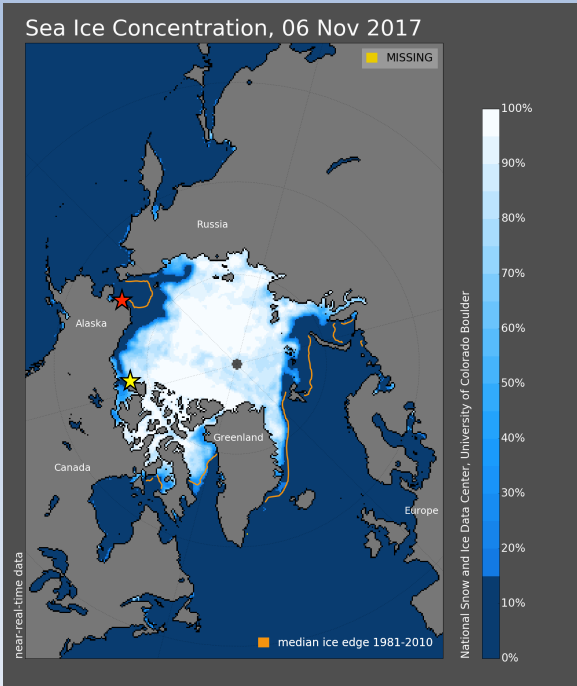 Sea Ice Concentration, 06 Nov 2017
MISSING
100%
90%
80%
70%
60%
50%
40%
30%
20%
10%
0%
Russia
Alaska
Greenland
Canada
Europe
near-real-time data
median ice edge 1981-2010
National Snow and Ice Data Center, University of Colorado Boulder